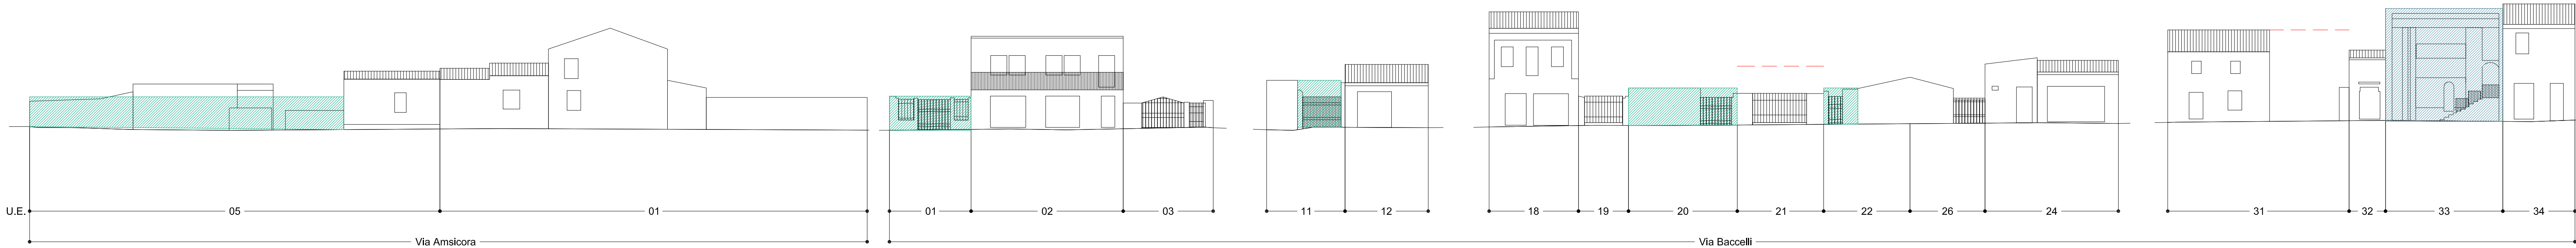 U.E. 05 01 01 02 03 11 12 18 19 20 21 22 26 24 31 32 33 34
Via Amsicora Via Baccelli